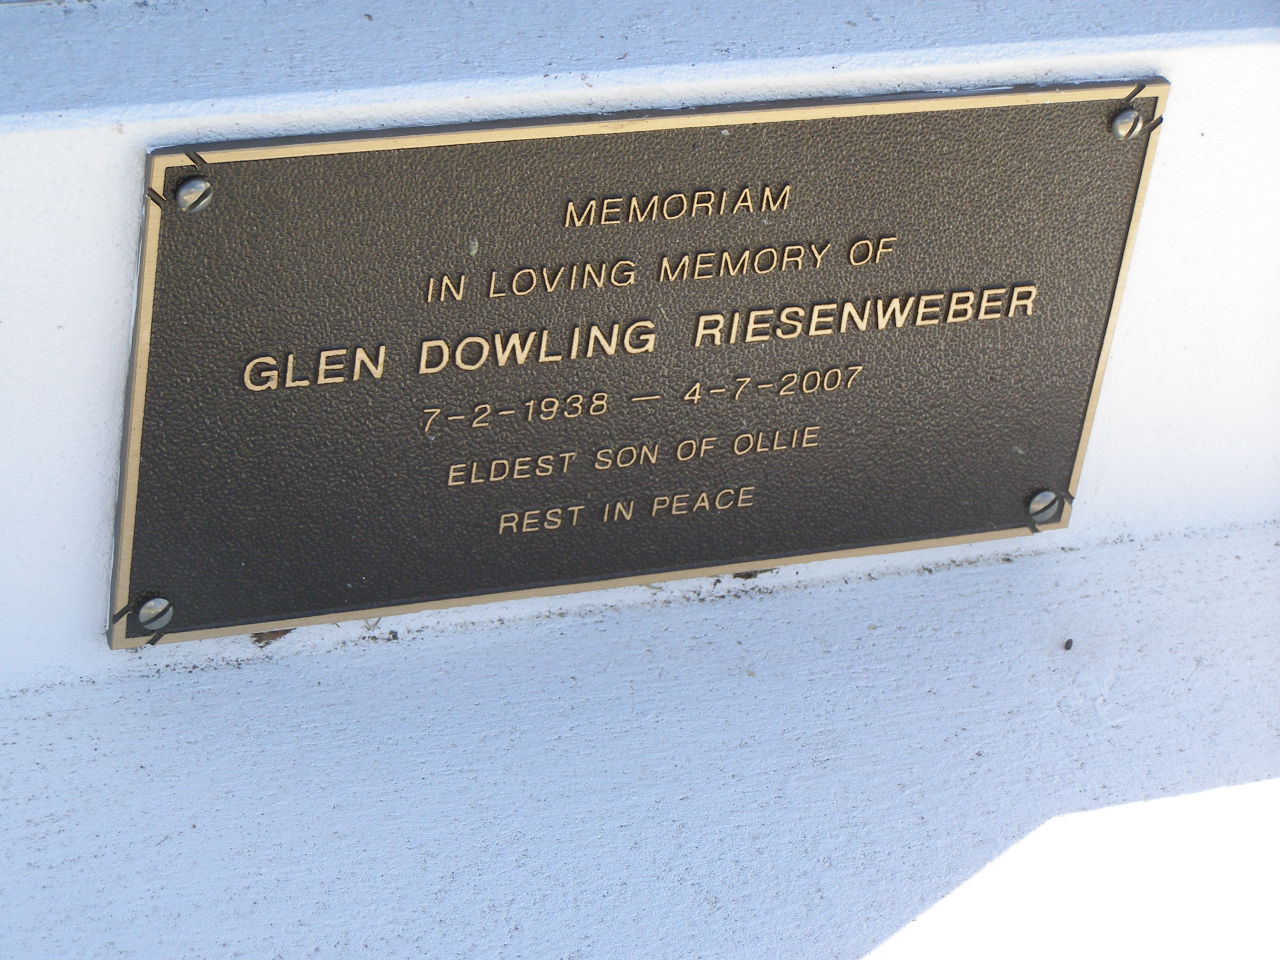 MEMORIAM
IN LOVING MEMORY OF
GLEN DOWLING RIESENWEBER
7-2-1938 — 4-7-2007
ELDEST SON OF OLLIE
REST IN PEACE